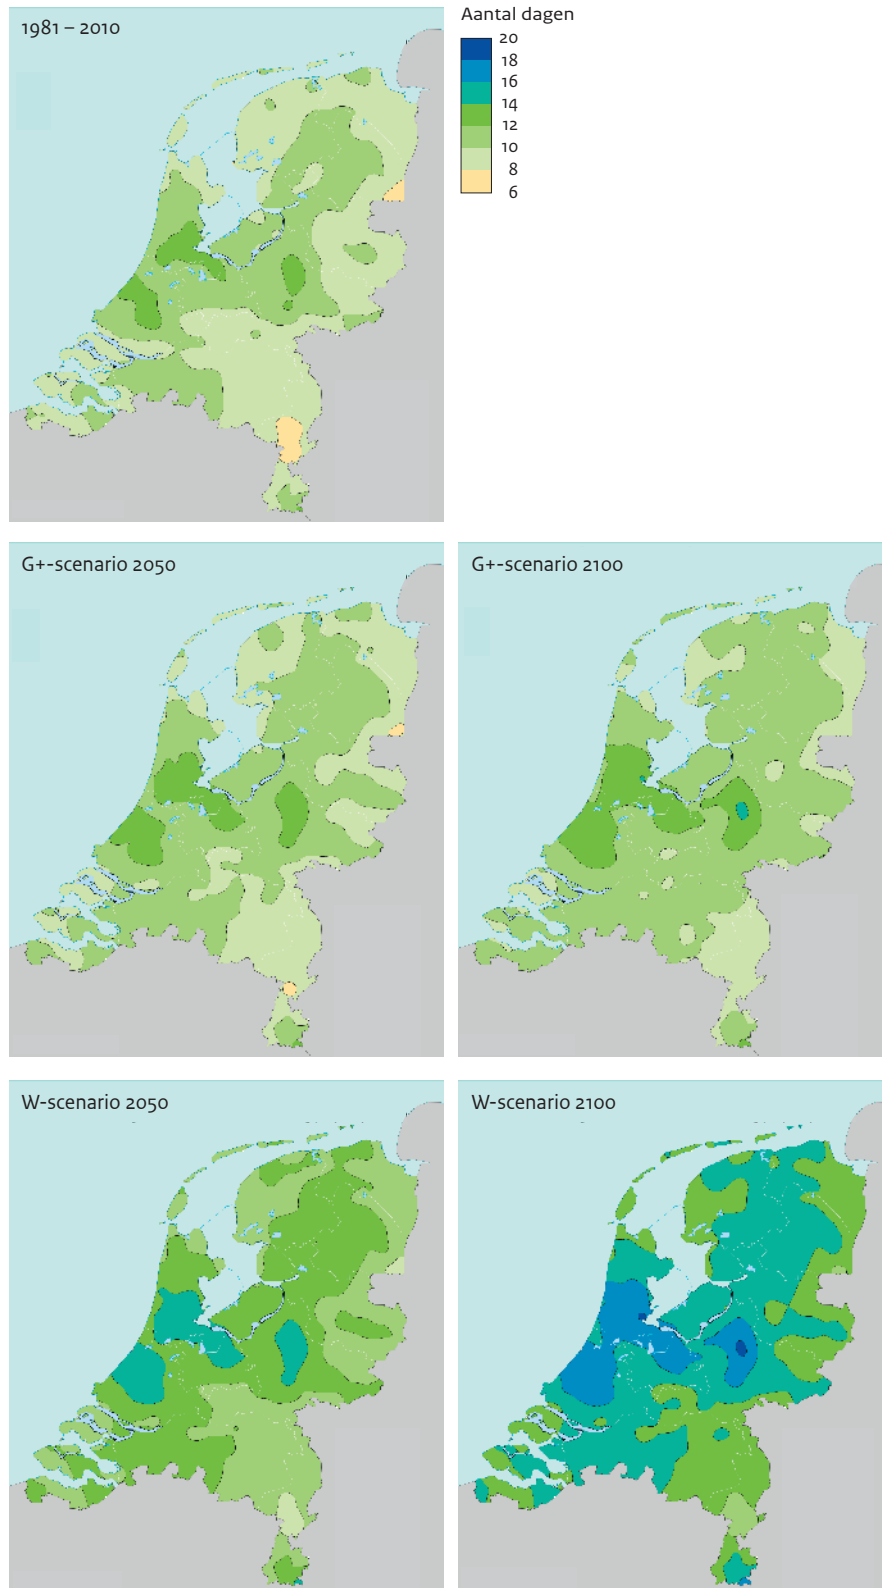 1981 – 2010
Aantal dagen
20
18
16
14
12
10
8
6
G+-scenario 2050
G+-scenario 2100
W-scenario 2050
W-scenario 2100